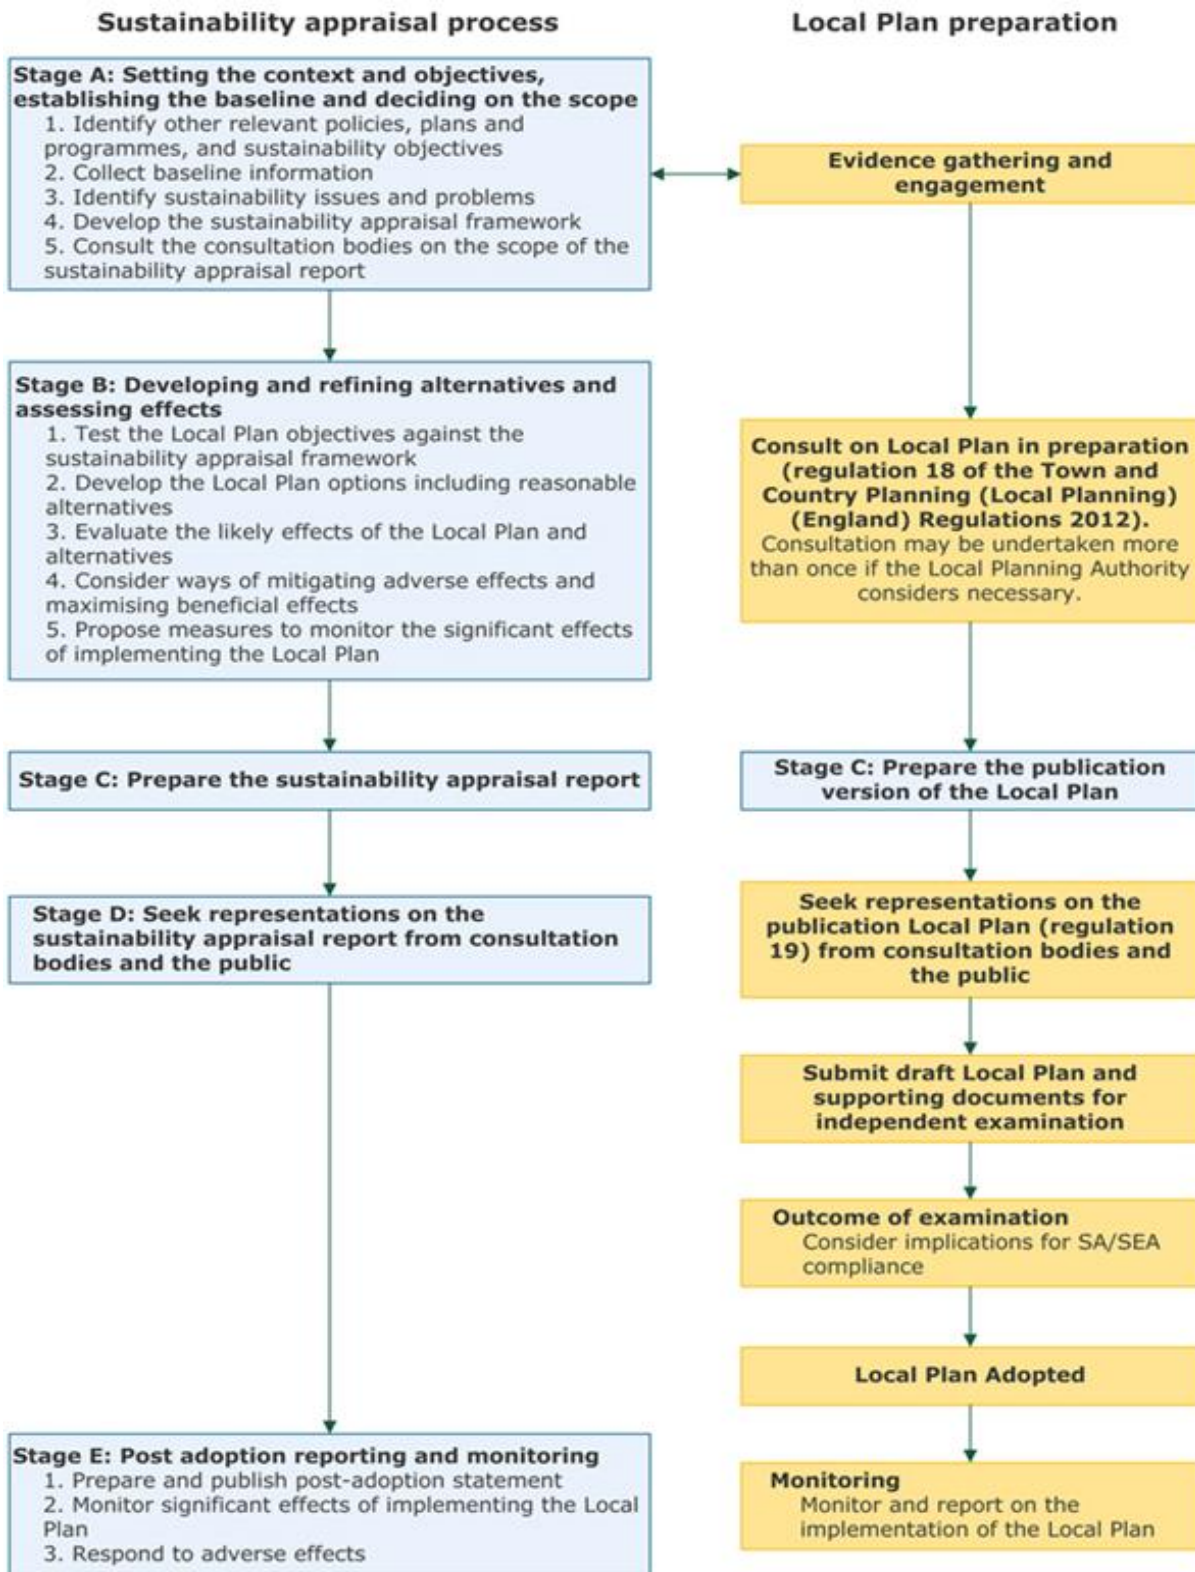 Sustainability appraisal process
Local Plan preparation
Stage A: Setting the context and objectives,
establishing the baseline and deciding on the scope
1. Identify other relevant policies, plans and
programmes, and sustainability objectives
2. Collect baseline information
3. Identify sustainability issues and problems
4. Develop the sustainability appraisal framework
5. Consult the consultation bodies on the scope of the
sustainability appraisal report
Evidence gathering and
engagement
Stage B: Developing and refining alternatives and
assessing effects
1. Test the Local Plan objectives against the
sustainability appraisal framework
2. Develop the Local Plan options including reasonable
alternatives
3. Evaluate the likely effects of the Local Plan and
alternatives
4. Consider ways of mitigating adverse effects and
maximising beneficial effects
5. Propose measures to monitor the significant effects
of implementing the Local Plan
Consult on Local Plan in preparation
(regulation 18 of the Town and
Country Planning (Local Planning)
(England) Regulations 2012).
Consultation may be undertaken more
than once if the Local Planning Authority
considers necessary.
Stage C: Prepare the sustainability appraisal report
Stage C: Prepare the publication
version of the Local Plan
Stage D: Seek representations on the
sustainability appraisal report from consultation
bodies and the public
Seek representations on the
publication Local Plan (regulation
19) from consultation bodies and
the public
Submit draft Local Plan and
supporting documents for
independent examination
Outcome of examination
Consider implications for SA/SEA
compliance
Local Plan Adopted
Stage E: Post adoption reporting and monitoring
1. Prepare and publish post-adoption statement
2. Monitor significant effects of implementing the Local
Plan
3. Respond to adverse effects
Monitoring
Monitor and report on the
implementation of the Local Plan